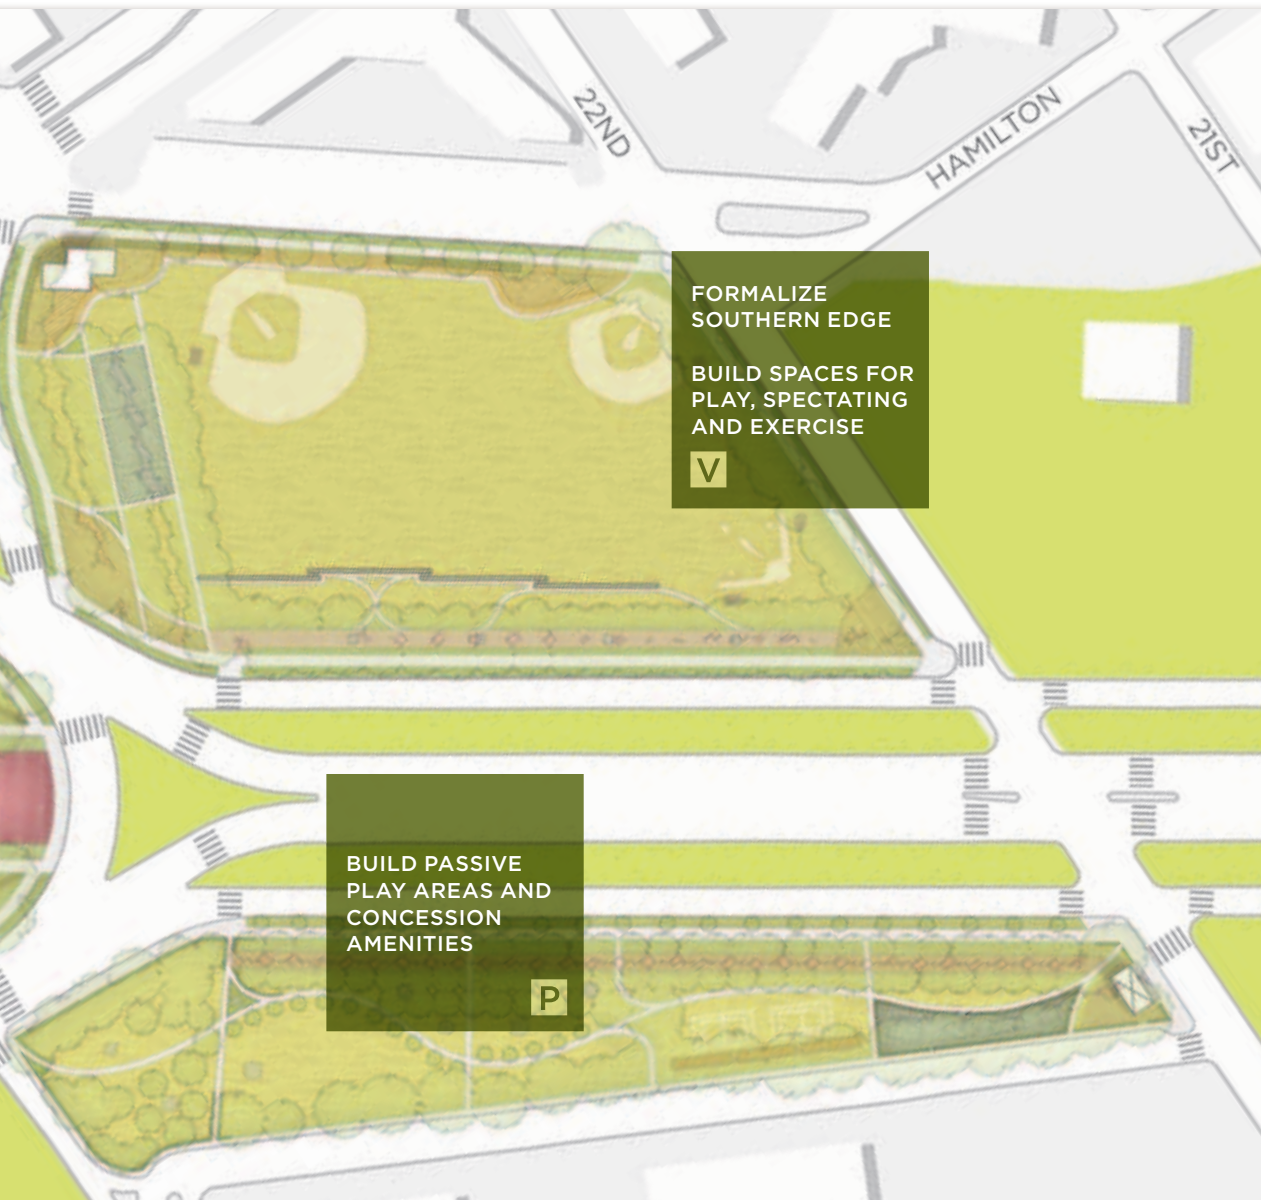 22ND
HAMILTON
21ST
FORMALIZE
SOUTHERN EDGE
BUILD SPACES FOR
PLAY, SPECTATING
AND EXERCISE
V
BUILD PASSIVE
PLAY AREAS AND
CONCESSION
AMENITIES
P